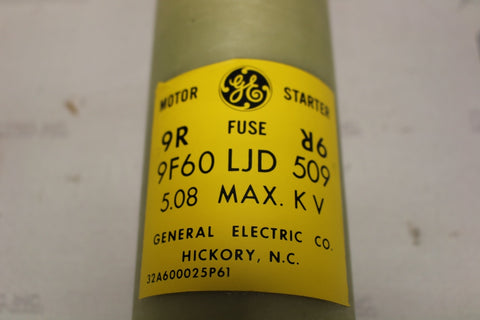 GE
MOTOR STARTER
FUSE
9R 9R
9F60 LJD 509
5.08 MAX. KV
GENERAL ELECTRIC CO.
HICKORY, N.C.
32A600025P61